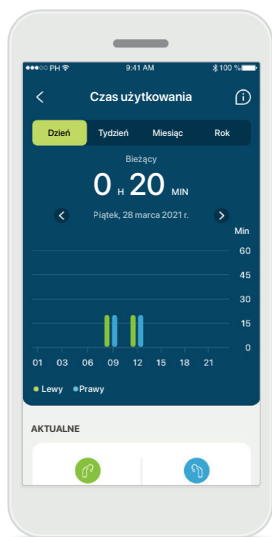 PH 9:41 AM 100 %
Czas użytkowania
Dzień Tydzień Miesiąc Rok
Bieżący
0 H 20 MIN
Piątek, 28 marca 2021 r.
Min
60
45
30
15
0
01 03 06 09 12 15 18 21
Lewy Prawy
AKTUALNE